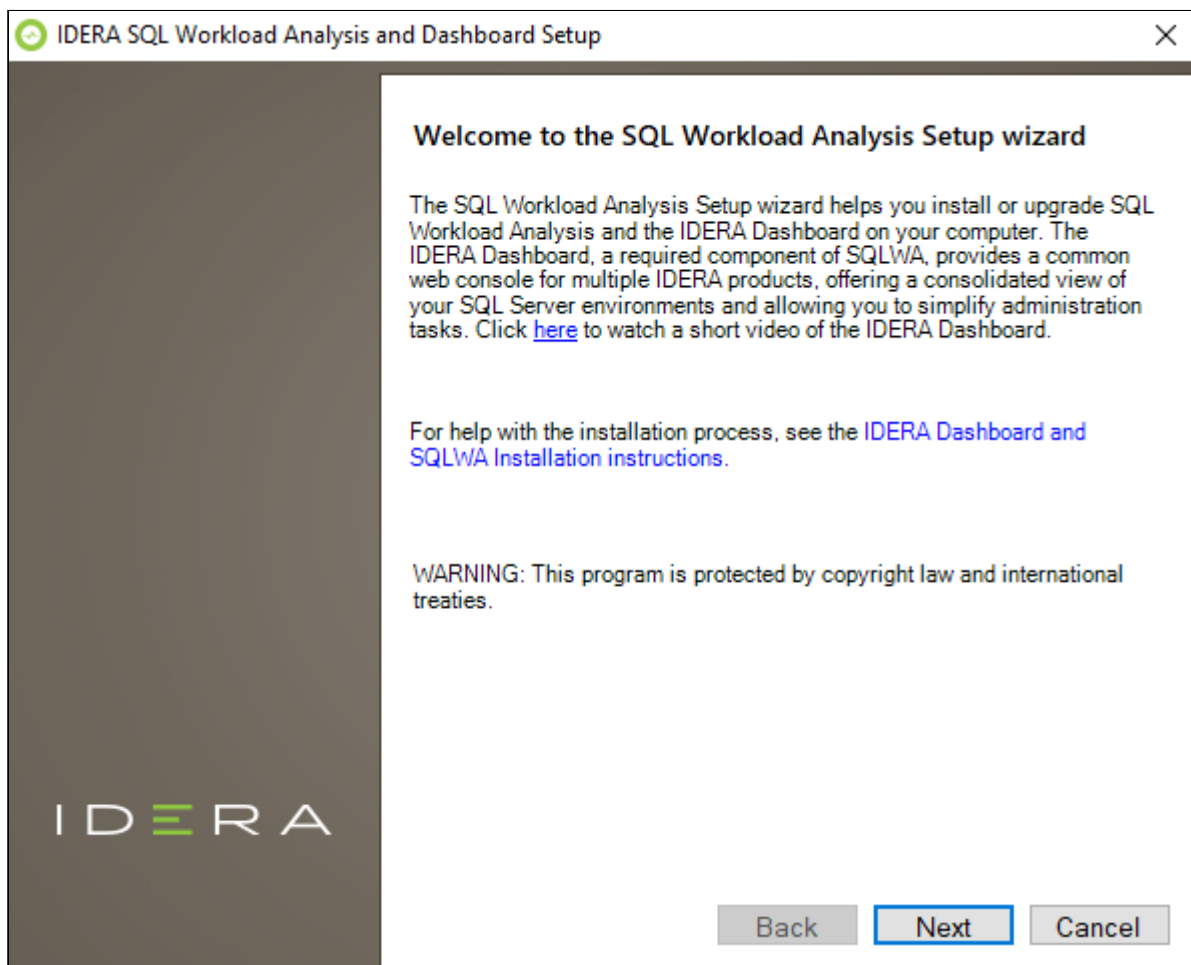 IDERA SQL Workload Analysis and Dashboard Setup
Welcome to the SQL Workload Analysis Setup wizard
The SQL Workload Analysis Setup wizard helps you install or upgrade SQL
Workload Analysis and the IDERA Dashboard on your computer. The
IDERA Dashboard, a required component of SQLWA, provides a common
web console for multiple IDERA products, offering a consolidated view of
your SQL Server environments and allowing you to simplify administration
tasks. Click here to watch a short video of the IDERA Dashboard.
For help with the installation process, see the IDERA Dashboard and
SQLWA Installation instructions.
WARNING: This program is protected by copyright law and international
treaties.
IDERA
Back Next Cancel